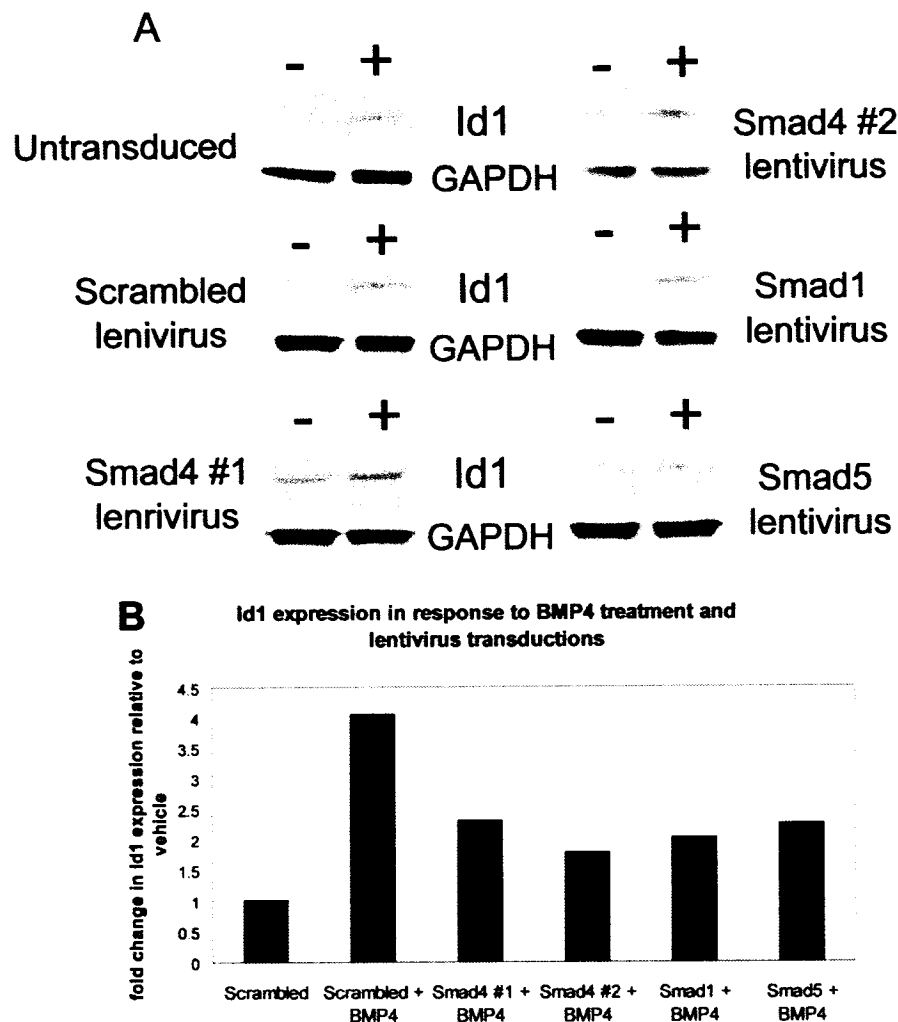 A
- +
- +
Untransduced
Id1
GAPDH
Smad4 #2
lentivirus
- +
- +
Scrambled
lenivirus
Id1
GAPDH
Smad1
lentivirus
- +
- +
Smad4 #1
lenrivirus
Id1
GAPDH
Smad5
lentivirus
B
Id1 expression in response to BMP4 treatment and
lentivirus transductions
fold change in Id1 expression relative to
vehicle
4.5
4
3.5
3
2.5
2
1.5
1
0.5
0
Scrambled
Scrambled +
BMP4
Smad4 #1 +
BMP4
Smad4 #2 +
BMP4
Smad1 +
BMP4
Smad5 +
BMP4